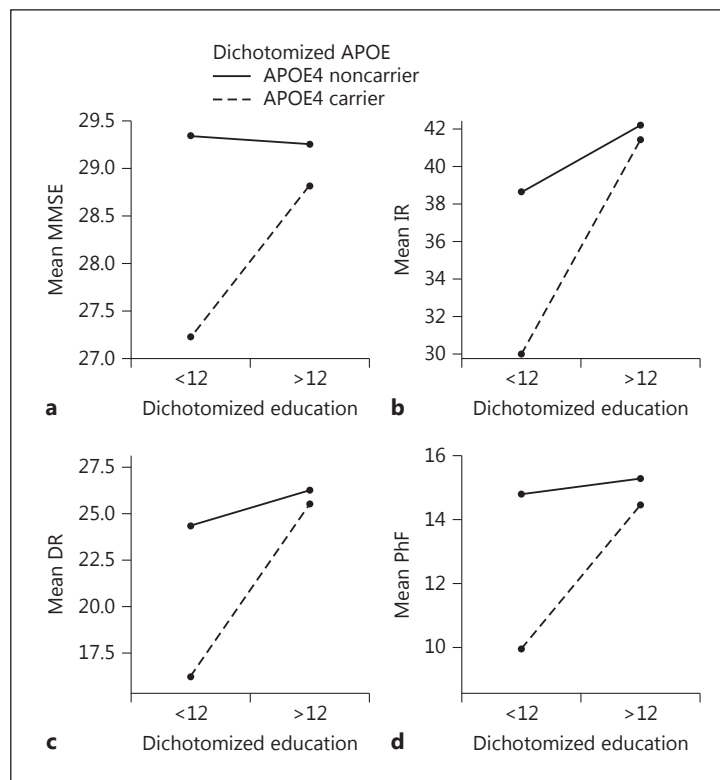 Dichotomized APOE
APOE4 noncarrier
APOE4 carrier
Mean MMSE
29.5
29.0
28.5
28.0
27.5
27.0
<12
>12
Dichotomized education
a
Mean IR
42
40
38
36
34
32
30
<12
>12
Dichotomized education
b
Mean DR
27.5
25.0
22.5
20.0
17.5
<12
>12
Dichotomized education
c
Mean PhF
16
14
12
10
<12
>12
Dichotomized education
d